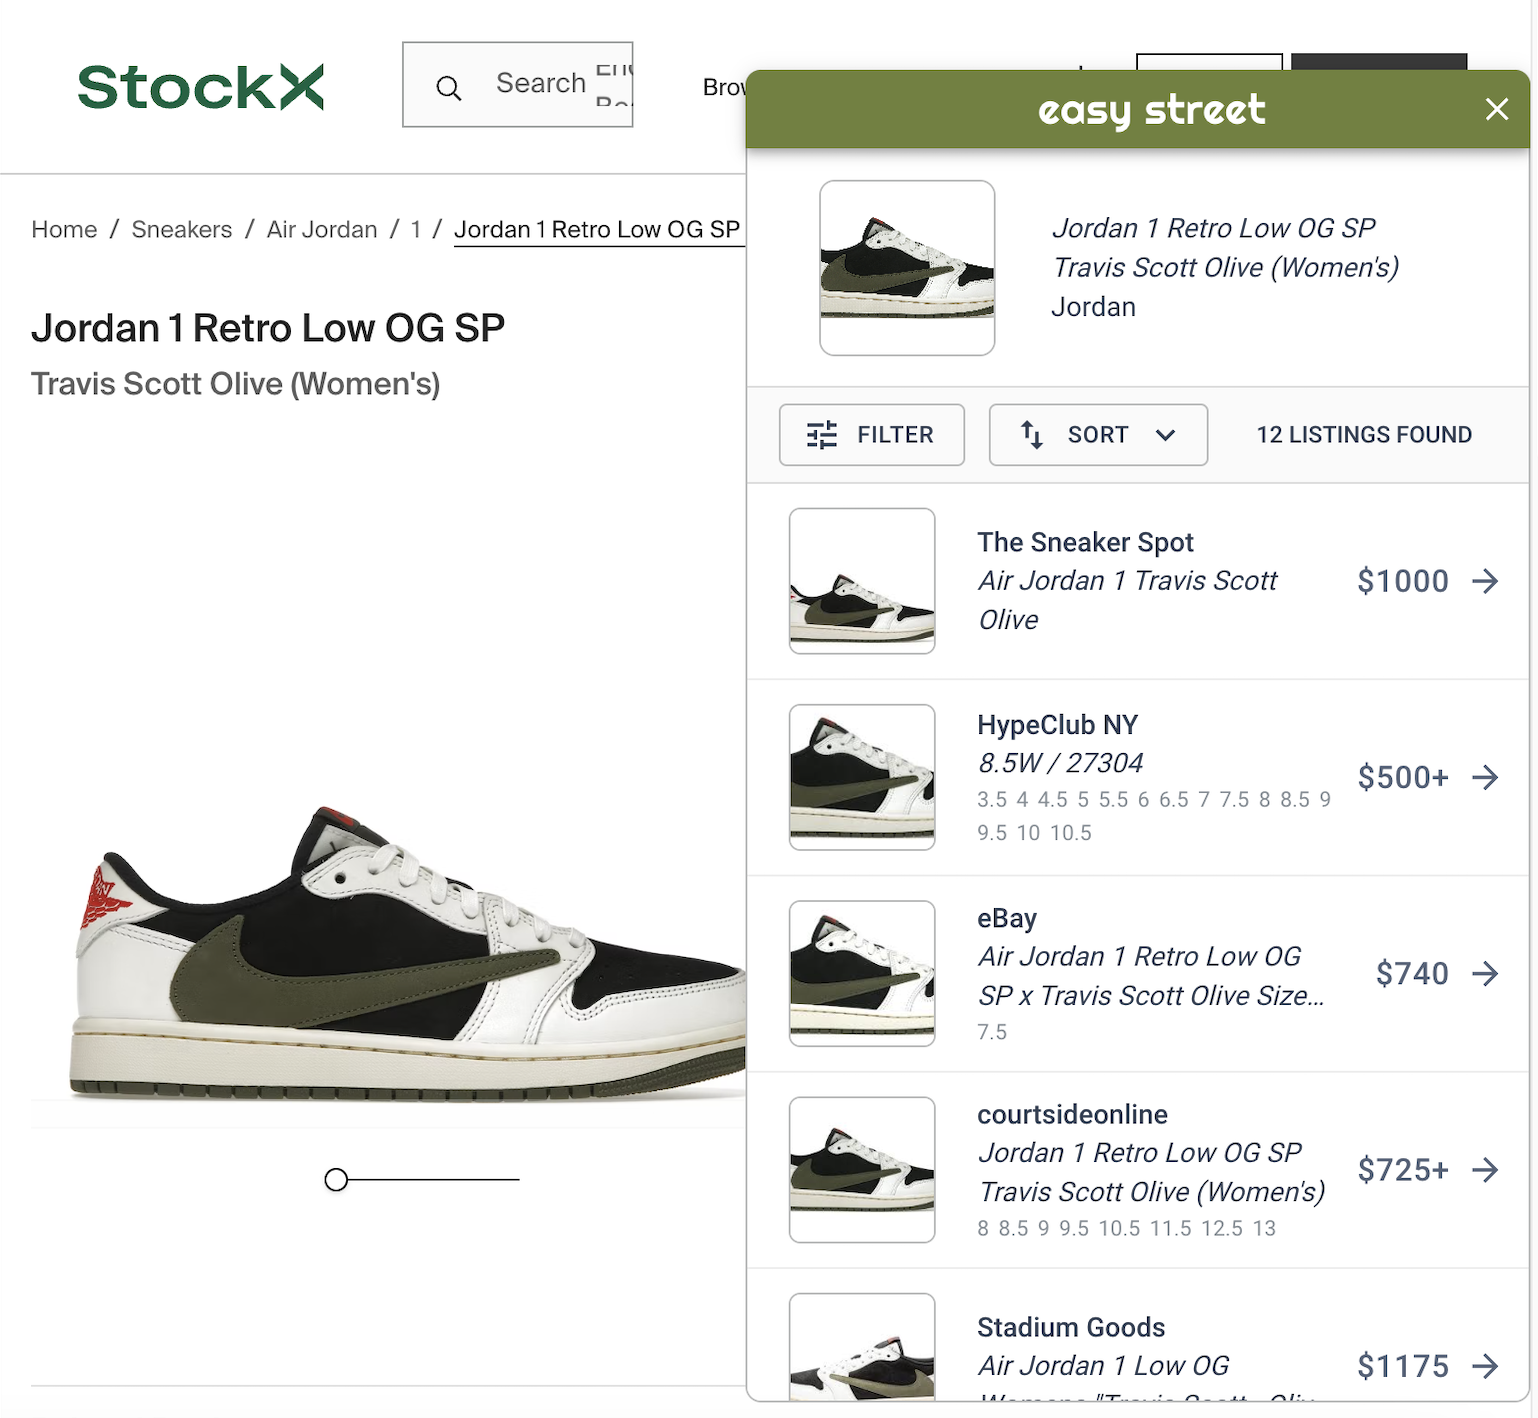 StockX
Search
Brow
Home / Sneakers / Air Jordan / 1 / Jordan 1 Retro Low OG SP
Jordan 1 Retro Low OG SP
Travis Scott Olive (Women's)
easy street
Jordan 1 Retro Low OG SP
Travis Scott Olive (Women's)
Jordan
FILTER
SORT
12 LISTINGS FOUND
The Sneaker Spot
Air Jordan 1 Travis Scott
Olive
$1000
HypeClub NY
8.5W / 27304
3.5 4 4.5 5 5.5 6 6.5 7 7.5 8 8.5 9
9.5 10 10.5
$500+
eBay
Air Jordan 1 Retro Low OG
SP x Travis Scott Olive Size...
7.5
$740
courtsideonline
Jordan 1 Retro Low OG SP
Travis Scott Olive (Women's)
8 8.5 9 9.5 10.5 11.5 12.5 13
$725+
Stadium Goods
Air Jordan 1 Low OG
Womens "Travis Scott - Oliv
$1175